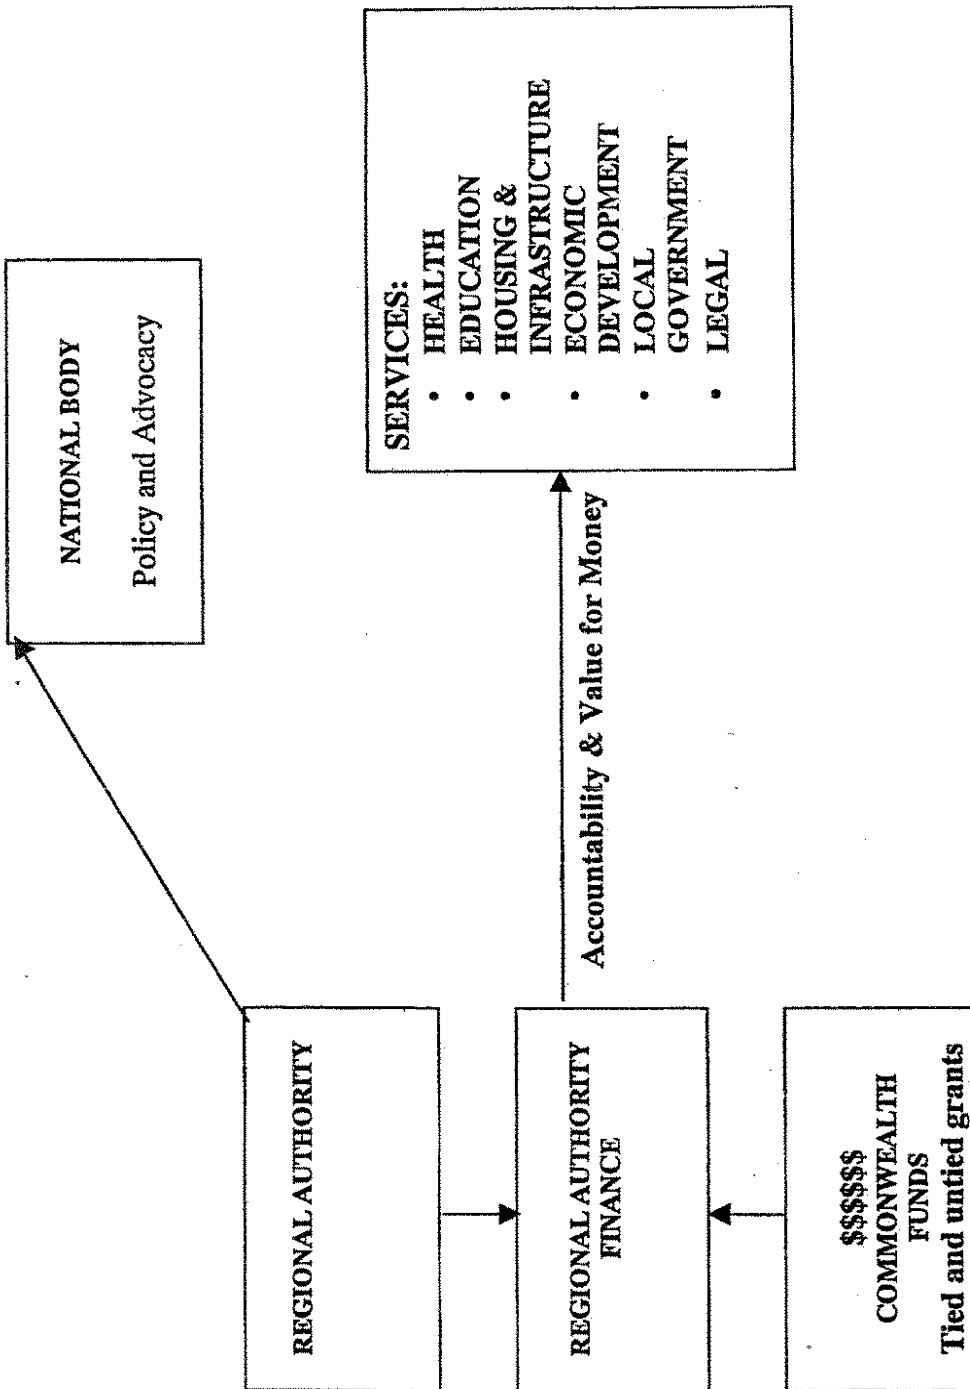 NATIONAL BODY
Policy and Advocacy
REGIONAL AUTHORITY
REGIONAL AUTHORITY
FINANCE
Accountability & Value for Money
SERVICES:
• HEALTH
• EDUCATION
• HOUSING &
INFRASTRUCTURE
• ECONOMIC
DEVELOPMENT
• LOCAL
GOVERNMENT
• LEGAL
$$$$$$
COMMONWEALTH
FUNDS
Tied and untied grants